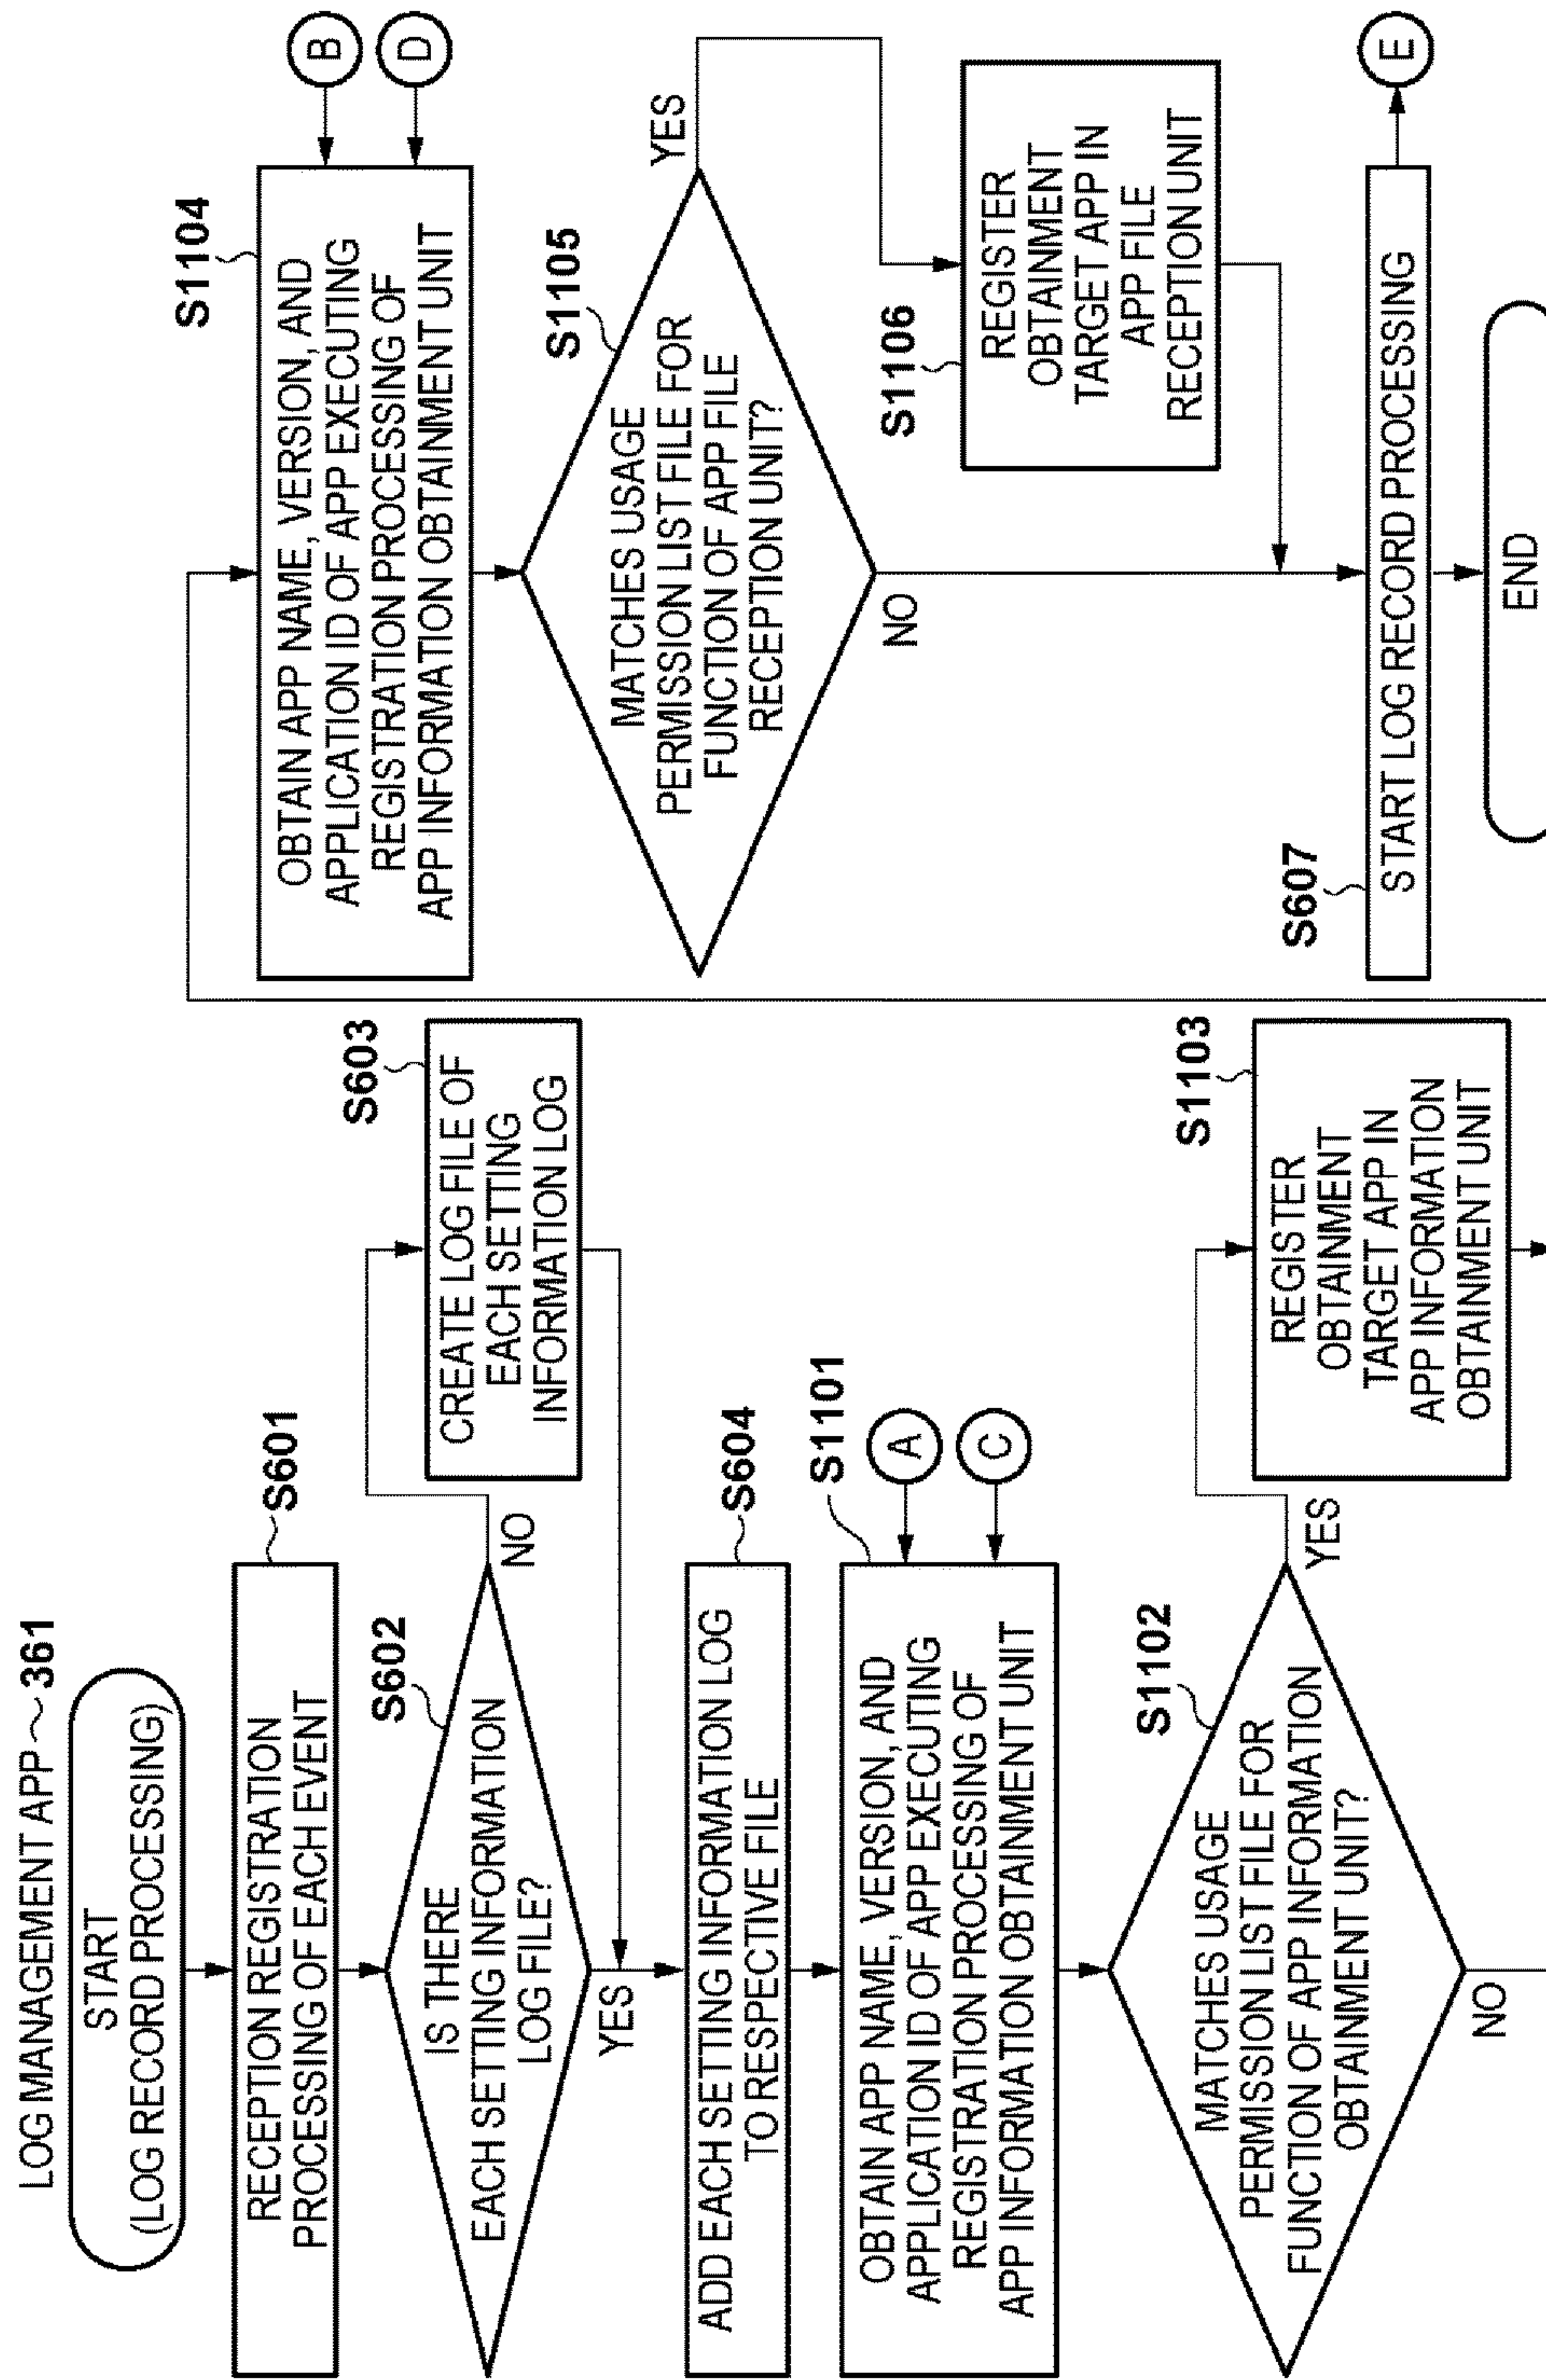 LOG MANAGEMENT APP ~ 361
START
(LOG RECORD PROCESSING)
S601
RECEPTION REGISTRATION
PROCESSING OF EACH EVENT
S602
IS THERE
EACH SETTING INFORMATION
LOG FILE?
NO
YES
S603
CREATE LOG FILE OF
EACH SETTING
INFORMATION LOG
S604
ADD EACH SETTING INFORMATION LOG
TO RESPECTIVE FILE
S1101
A
C
OBTAIN APP NAME, VERSION, AND
APPLICATION ID OF APP EXECUTING
REGISTRATION PROCESSING OF
APP INFORMATION OBTAINMENT UNIT
S1102
MATCHES USAGE
PERMISSION LIST FILE FOR
FUNCTION OF APP INFORMATION
OBTAINMENT UNIT?
YES
NO
S1103
REGISTER
OBTAINMENT
TARGET APP IN
APP INFORMATION
OBTAINMENT UNIT
S1104
B
D
OBTAIN APP NAME, VERSION, AND
APPLICATION ID OF APP EXECUTING
REGISTRATION PROCESSING OF
APP INFORMATION OBTAINMENT UNIT
S1105
MATCHES USAGE
PERMISSION LIST FILE FOR
FUNCTION OF APP FILE
RECEPTION UNIT?
YES
NO
S1106
REGISTER
OBTAINMENT
TARGET APP IN
APP FILE
RECEPTION UNIT
S607
START LOG RECORD PROCESSING
E
END